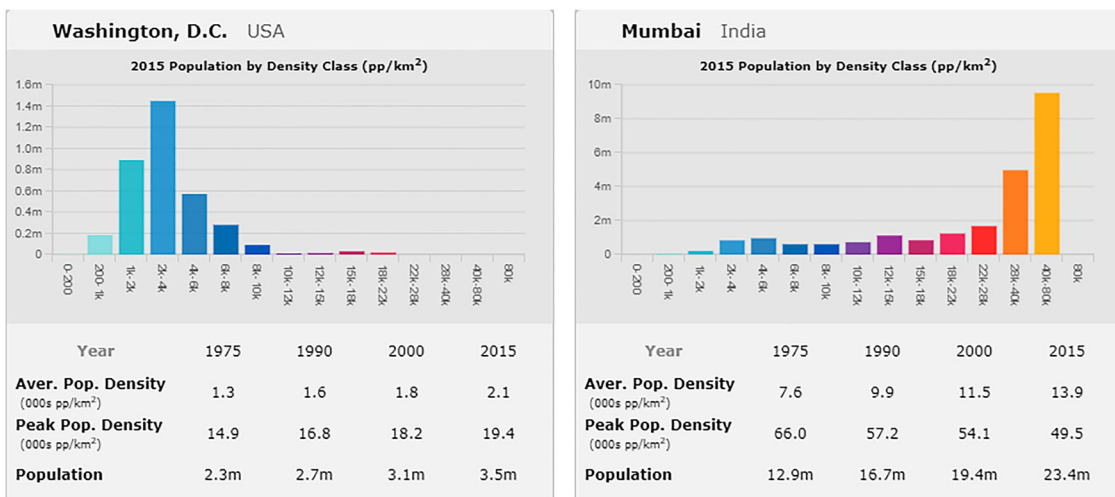 Washington, D.C. USA
2015 Population by Density Class (pp/km²)
1.6m
1.4m
1.2m
1.0m
0.8m
0.6m
0.4m
0.2m
0
0-200
200- 1k
1k- 2k
2k- 4k
4k- 6k
6k- 8k
8k- 10k
10k-12k
12k-15k
15k-18k
18k-22k
22k-28k
28k-40k
40k-80k
80k
Year 1975 1990 2000 2015
Aver. Pop. Density 1.3 1.6 1.8 2.1
(000s pp/km²)
Peak Pop. Density 14.9 16.8 18.2 19.4
(000s pp/km²)
Population 2.3m 2.7m 3.1m 3.5m
Mumbai India
2015 Population by Density Class (pp/km²)
10m
8m
6m
4m
2m
0
0-200
200- 1k
1k- 2k
2k- 4k
4k- 6k
6k- 8k
8k- 10k
10k-12k
12k-15k
15k-18k
18k-22k
22k-28k
28k-40k
40k-80k
80k
Year 1975 1990 2000 2015
Aver. Pop. Density 7.6 9.9 11.5 13.9
(000s pp/km²)
Peak Pop. Density 66.0 57.2 54.1 49.5
(000s pp/km²)
Population 12.9m 16.7m 19.4m 23.4m